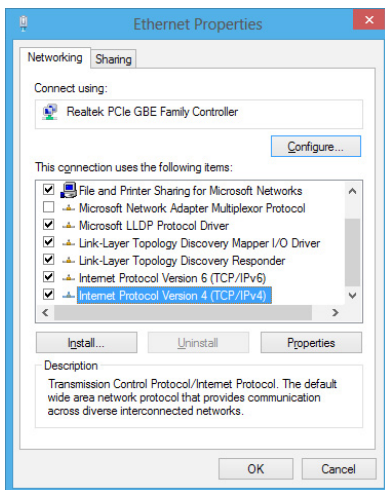 Ethernet Properties
Networking
Sharing
Connect using:
Realtek PCIe GBE Family Controller
Configure...
This connection uses the following items:
File and Printer Sharing for Microsoft Networks
Microsoft Network Adapter Multiplexor Protocol
Microsoft LLDP Protocol Driver
Link-Layer Topology Discovery Mapper I/O Driver
Link-Layer Topology Discovery Responder
Internet Protocol Version 6 (TCP/IPv6)
Internet Protocol Version 4 (TCP/IPv4)
Install...
Uninstall
Properties
Description
Transmission Control Protocol/Internet Protocol. The default
wide area network protocol that provides communication
across diverse interconnected networks.
OK
Cancel